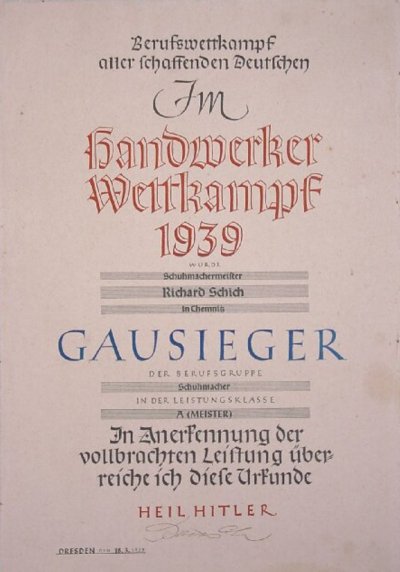 Berufswettkampf
aller schaffenden Deutschen
Im
Handwerker
Wettkampf
1939
WURDE
Schuhmachermeister
Richard Schich
in Chemnitz
GAUSIEGER
DER BERUFSGRUPPE
Schuhmacher
IN DER LEISTUNGSKLASSE
A (MEISTER)
In Anerkennung der
vollbrachten Leistung über-
reiche ich diese Urkunde
HEIL HITLER
DRESDEN DEN